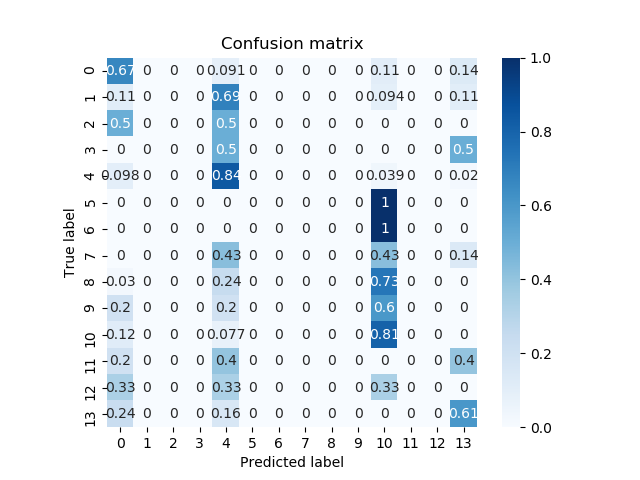 Confusion matrix
0 0.67 0 0 0 0.091 0 0 0 0 0 0.11 0 0 0.14
1 0.11 0 0 0 0.69 0 0 0 0 0 0.094 0 0 0.11
2 0.5 0 0 0 0.5 0 0 0 0 0 0 0 0 0
3 0 0 0 0 0.5 0 0 0 0 0 0 0 0 0.5
4 0.098 0 0 0 0.84 0 0 0 0 0 0.039 0 0 0.02
5 0 0 0 0 0 0 0 0 0 0 1 0 0 0
6 0 0 0 0 0 0 0 0 0 0 1 0 0 0
7 0 0 0 0 0.43 0 0 0 0 0 0.43 0 0 0.14
8 0.03 0 0 0 0.24 0 0 0 0 0 0.73 0 0 0
9 0.2 0 0 0 0.2 0 0 0 0 0 0.6 0 0 0
10 0.12 0 0 0 0.077 0 0 0 0 0 0.81 0 0 0
11 0.2 0 0 0 0.4 0 0 0 0 0 0 0 0 0.4
12 0.33 0 0 0 0.33 0 0 0 0 0 0.33 0 0 0
13 0.24 0 0 0 0.16 0 0 0 0 0 0 0 0 0.61
0 1 2 3 4 5 6 7 8 9 10 11 12 13
Predicted label
True label
1.0
0.8
0.6
0.4
0.2
0.0